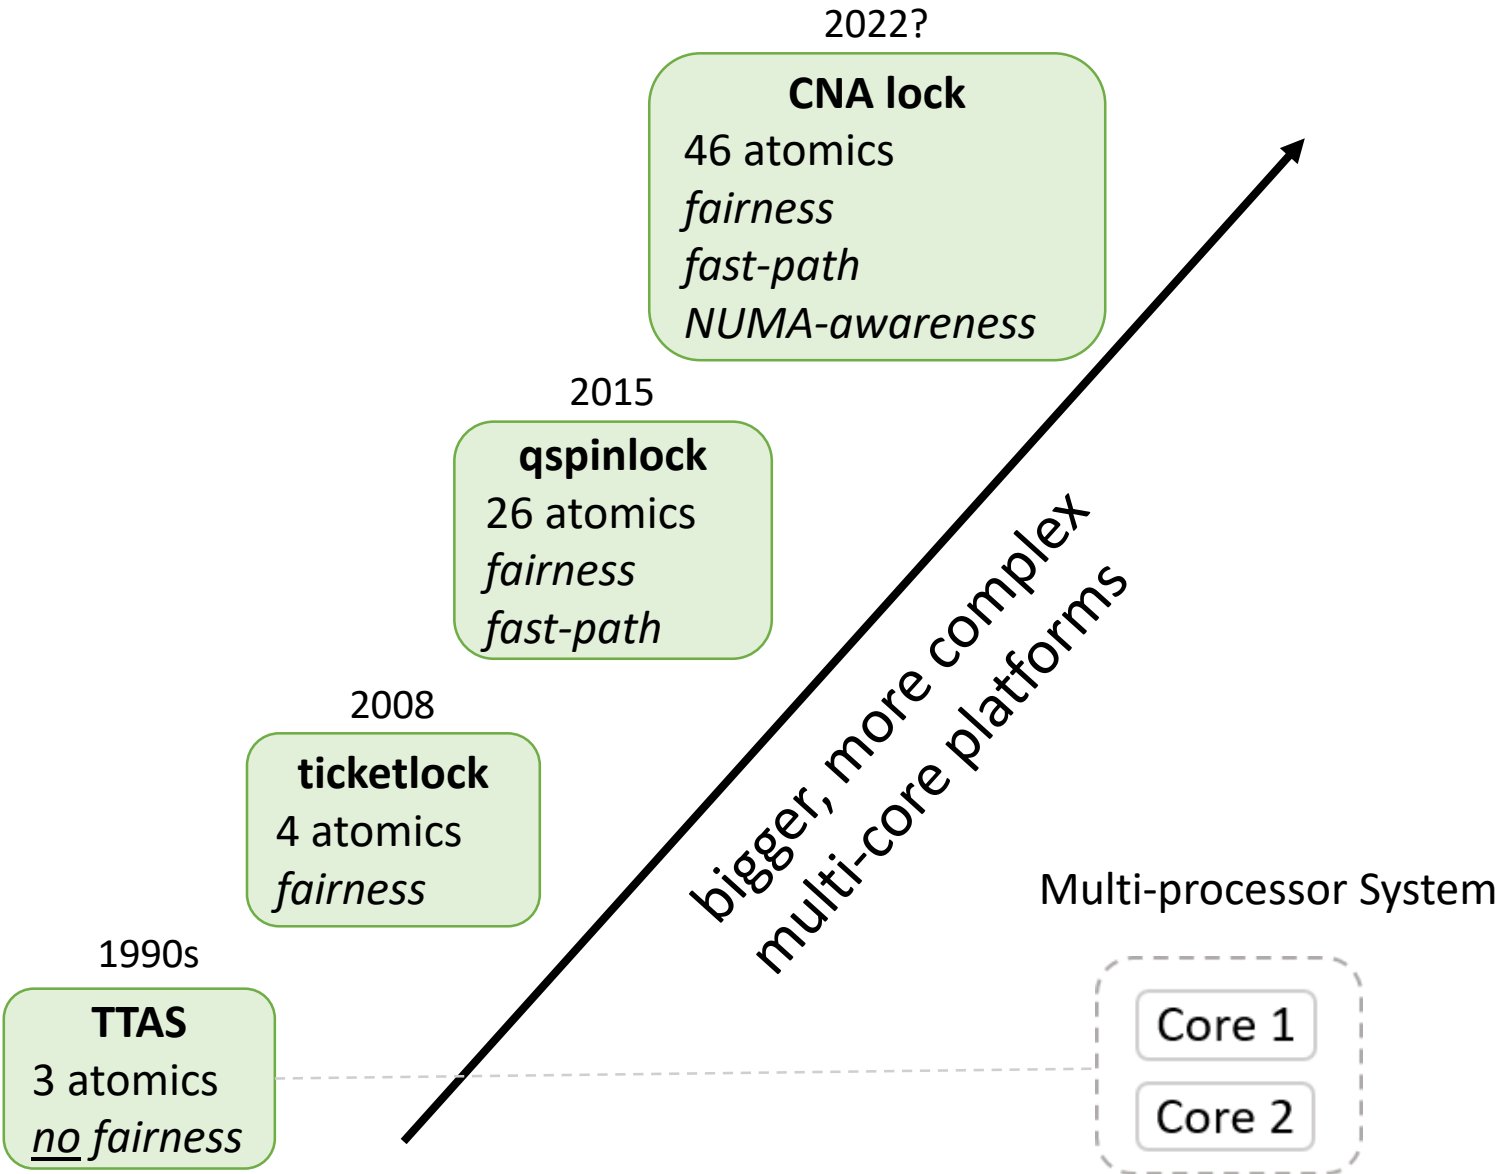 2022?
CNA lock
46 atomics
fairness
fast-path
NUMA-awareness
2015
qspinlock
26 atomics
fairness
fast-path
2008
ticketlock
4 atomics
fairness
1990s
TTAS
3 atomics
no fairness
bigger, more complex
multi-core platforms
Multi-processor System
Core 1
Core 2